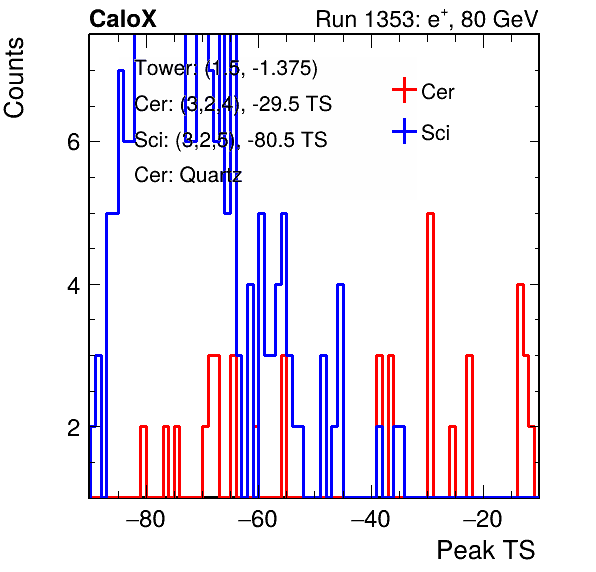 CaloX Run 1353: e+, 80 GeV
Counts
Tower: (1.5, -1.375)
Cer: (3,2,4), -29.5 TS
Sci: (3,2,5), -80.5 TS
Cer: Quartz
Cer
Sci
6
4
2
−80 −60 −40 −20
Peak TS